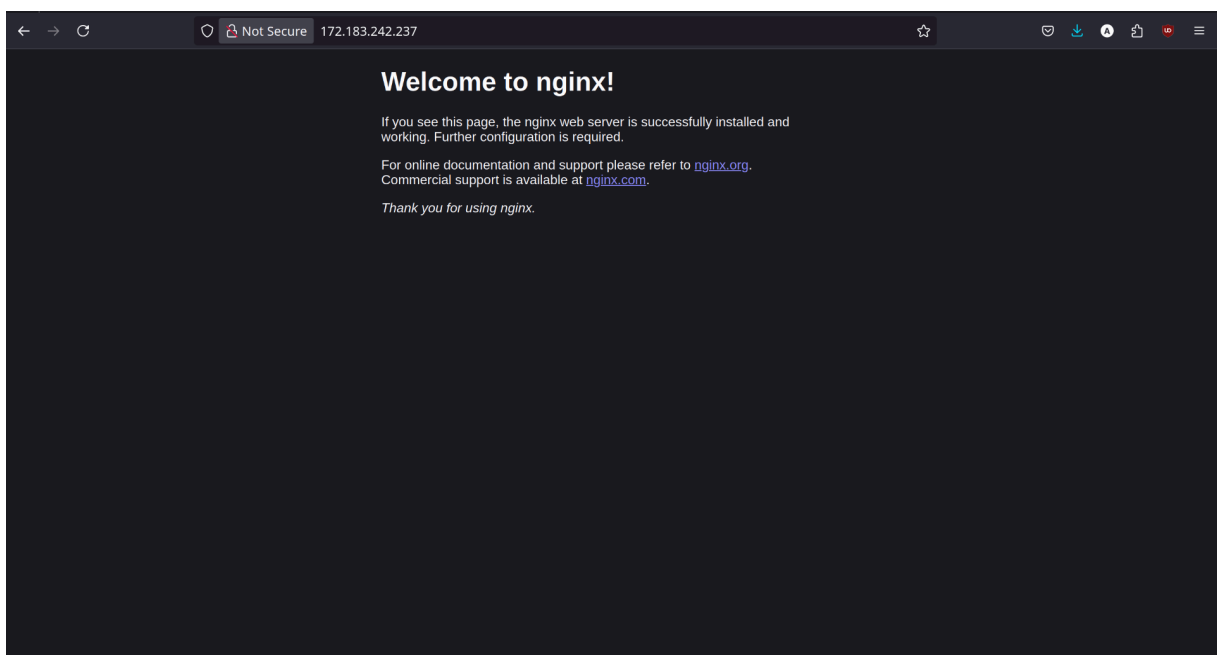 Not Secure 172.183.242.237
Welcome to nginx!
If you see this page, the nginx web server is successfully installed and
working. Further configuration is required.
For online documentation and support please refer to nginx.org.
Commercial support is available at nginx.com.
Thank you for using nginx.